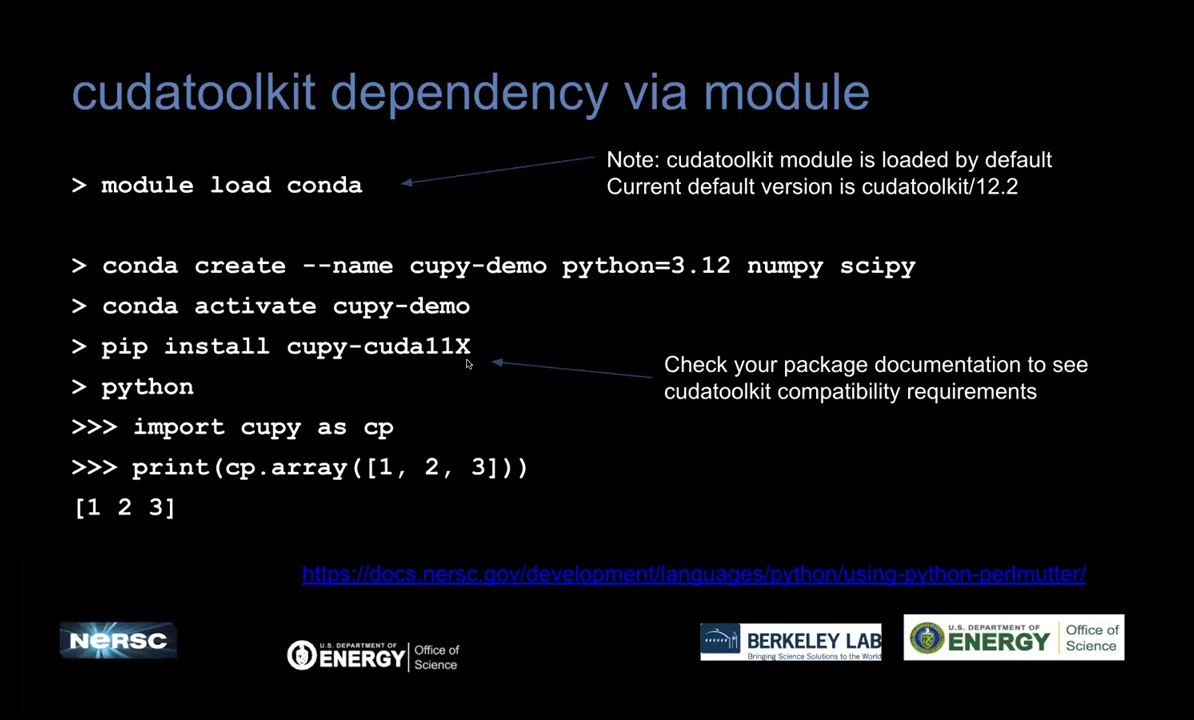 cudatoolkit dependency via module
> module load conda
Note: cudatoolkit module is loaded by default
Current default version is cudatoolkit/12.2
> conda create --name cupy-demo python=3.12 numpy scipy
> conda activate cupy-demo
> pip install cupy-cuda11X
Check your package documentation to see
cudatoolkit compatibility requirements
> python
>>> import cupy as cp
>>> print(cp.array([1, 2, 3]))
[1 2 3]
https://docs.nersc.gov/development/languages/python/using-python-perlmutter/
NERSC
U.S. DEPARTMENT OF
ENERGY
Office of
Science
BERKELEY LAB
Bringing Science Solutions to the World
U.S. DEPARTMENT OF
ENERGY
Office of
Science